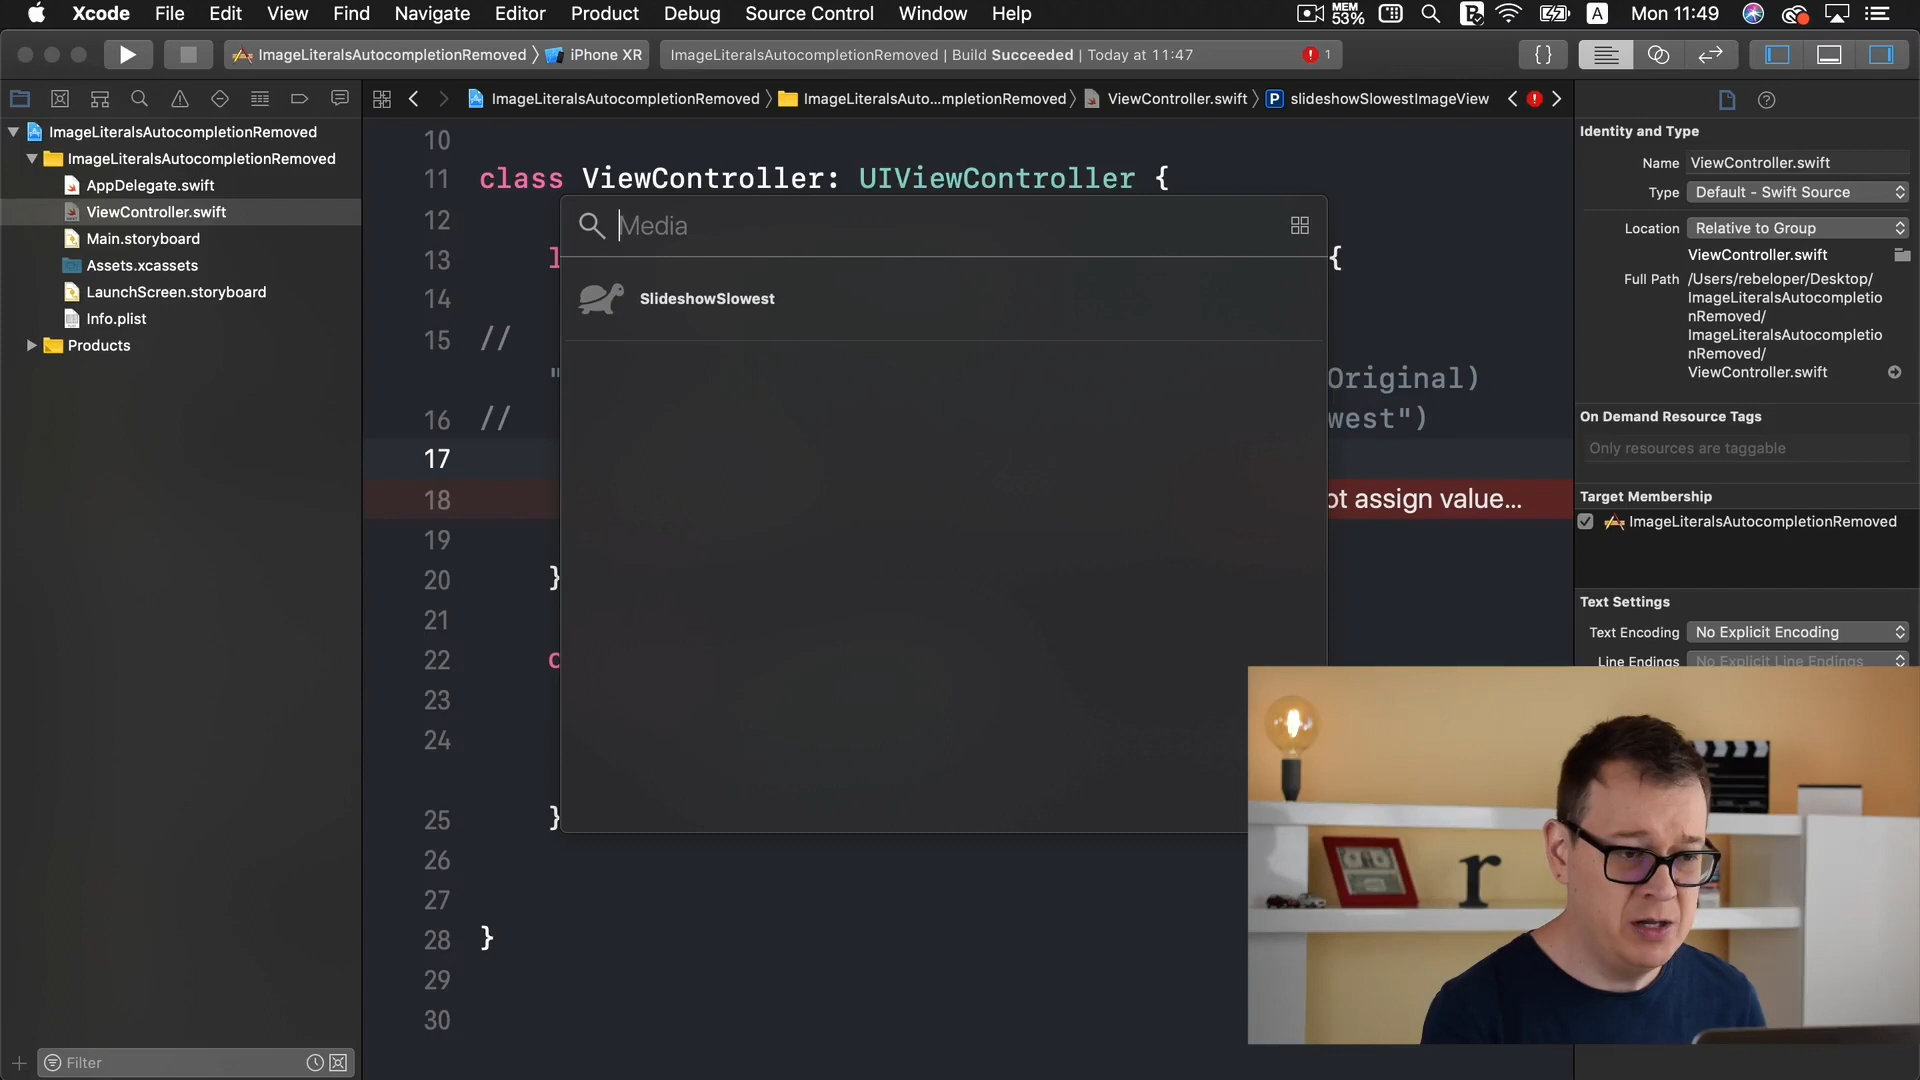 Xcode File Edit View Find Navigate Editor Product Debug Source Control Window Help
MEM 53% A Mon 11:49
ImageLiteralsAutocompletionRemoved 〉 iPhone XR
ImageLiteralsAutocompletionRemoved | Build Succeeded | Today at 11:47
1
ImageLiteralsAutocompletionRemoved 〉 ImageLiteralsAuto...mpletionRemoved 〉 ViewController.swift 〉 P slideshowSlowestImageView
ImageLiteralsAutocompletionRemoved
ImageLiteralsAutocompletionRemoved
AppDelegate.swift
ViewController.swift
Main.storyboard
Assets.xcassets
LaunchScreen.storyboard
Info.plist
Products
Filter
10
11 class ViewController: UIViewController {
12
13 l {
14
15 //
" Original)
16 // west")
17
18 ot assign value...
19
20 }
21
22
23
24
25 }
26
27
28 }
29
30
Media
SlideshowSlowest
Identity and Type
Name ViewController.swift
Type Default - Swift Source
Location Relative to Group
ViewController.swift
Full Path /Users/rebeloper/Desktop/
ImageLiteralsAutocompletio
nRemoved/
ImageLiteralsAutocompletio
nRemoved/
ViewController.swift
On Demand Resource Tags
Only resources are taggable
Target Membership
ImageLiteralsAutocompletionRemoved
Text Settings
Text Encoding No Explicit Encoding
Line Endings No Explicit Line Endings
r